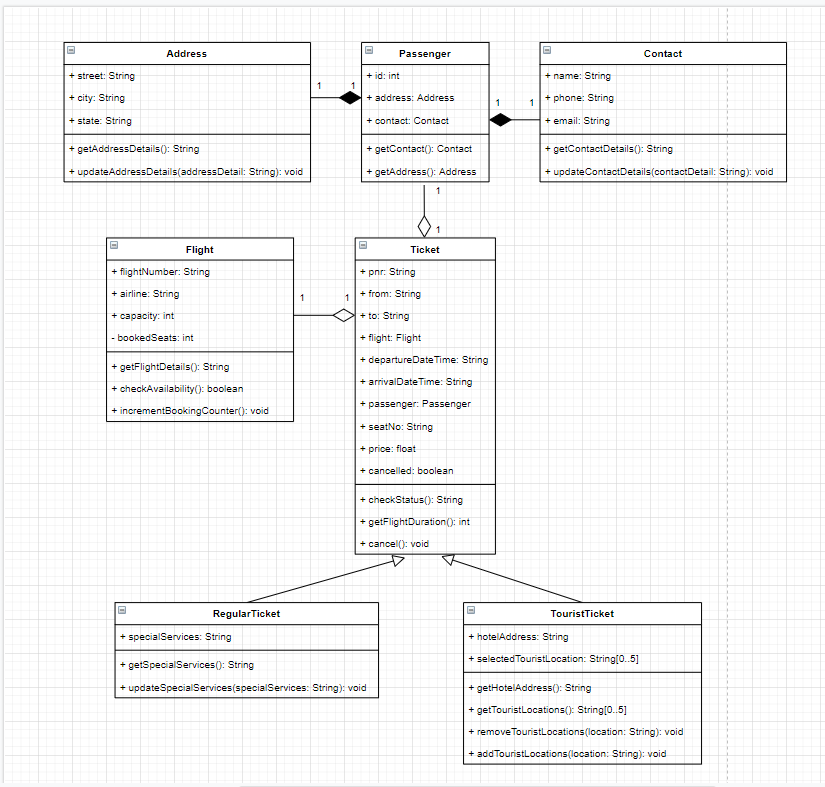 Address
+ street: String
+ city: String
+ state: String
+ getAddressDetails(): String
+ updateAddressDetails(addressDetail: String): void
1
1
Passenger
+ id: int
+ address: Address
+ contact: Contact
+ getContact(): Contact
+ getAddress(): Address
1
1
Contact
+ name: String
+ phone: String
+ email: String
+ getContactDetails(): String
+ updateContactDetails(contactDetail: String): void
1
1
Flight
+ flightNumber: String
+ airline: String
+ capacity: int
- bookedSeats: int
+ getFlightDetails(): String
+ checkAvailability(): boolean
+ incrementBookingCounter(): void
1
1
Ticket
+ pnr: String
+ from: String
+ to: String
+ flight: Flight
+ departureDateTime: String
+ arrivalDateTime: String
+ passenger: Passenger
+ seatNo: String
+ price: float
+ cancelled: boolean
+ checkStatus(): String
+ getFlightDuration(): int
+ cancel(): void
RegularTicket
+ specialServices: String
+ getSpecialServices(): String
+ updateSpecialServices(specialServices: String): void
TouristTicket
+ hotelAddress: String
+ selectedTouristLocation: String[0..5]
+ getHotelAddress(): String
+ getTouristLocations(): String[0..5]
+ removeTouristLocations(location: String): void
+ addTouristLocations(location: String): void